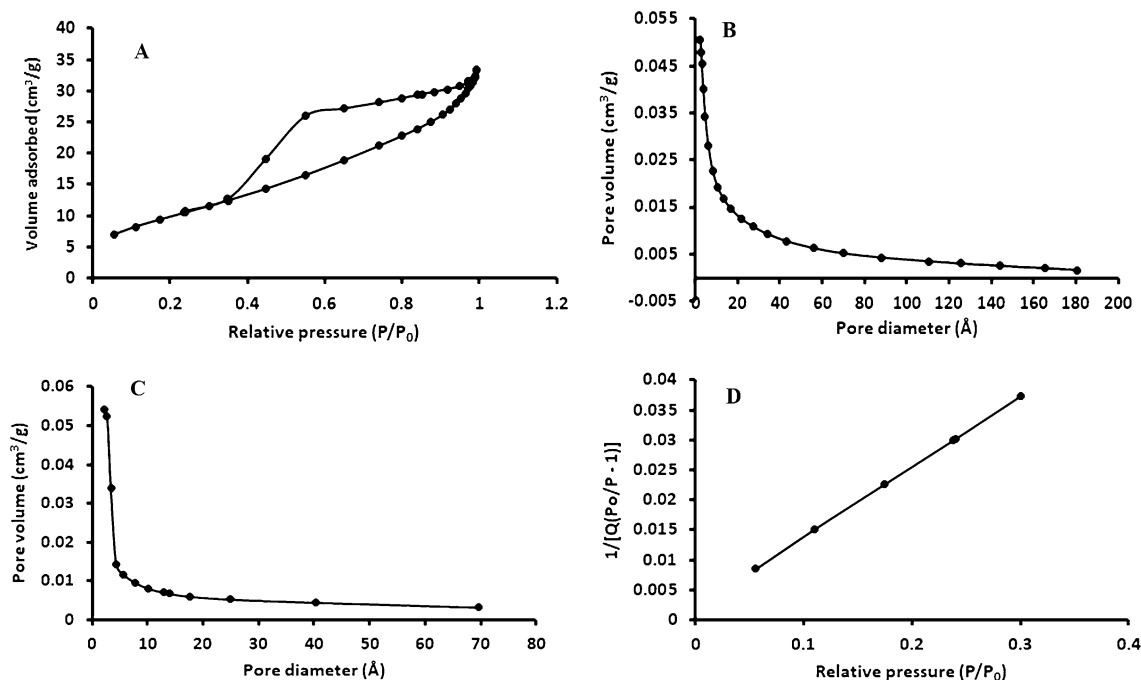 A
Volume adsorbed (cm³/g)
40
35
30
25
20
15
10
5
0
0 0.2 0.4 0.6 0.8 1 1.2
Relative pressure (P/P₀)
B
Pore volume (cm³/g)
0.055
0.045
0.035
0.025
0.015
0.005
-0.005
0 20 40 60 80 100 120 140 160 180 200
Pore diameter (Å)
C
Pore volume (cm³/g)
0.06
0.05
0.04
0.03
0.02
0.01
0
0 10 20 30 40 50 60 70 80
Pore diameter (Å)
D
1/[Q(Po/P - 1)]
0.04
0.035
0.03
0.025
0.02
0.015
0.01
0.005
0
0 0.1 0.2 0.3 0.4
Relative pressure (P/P₀)